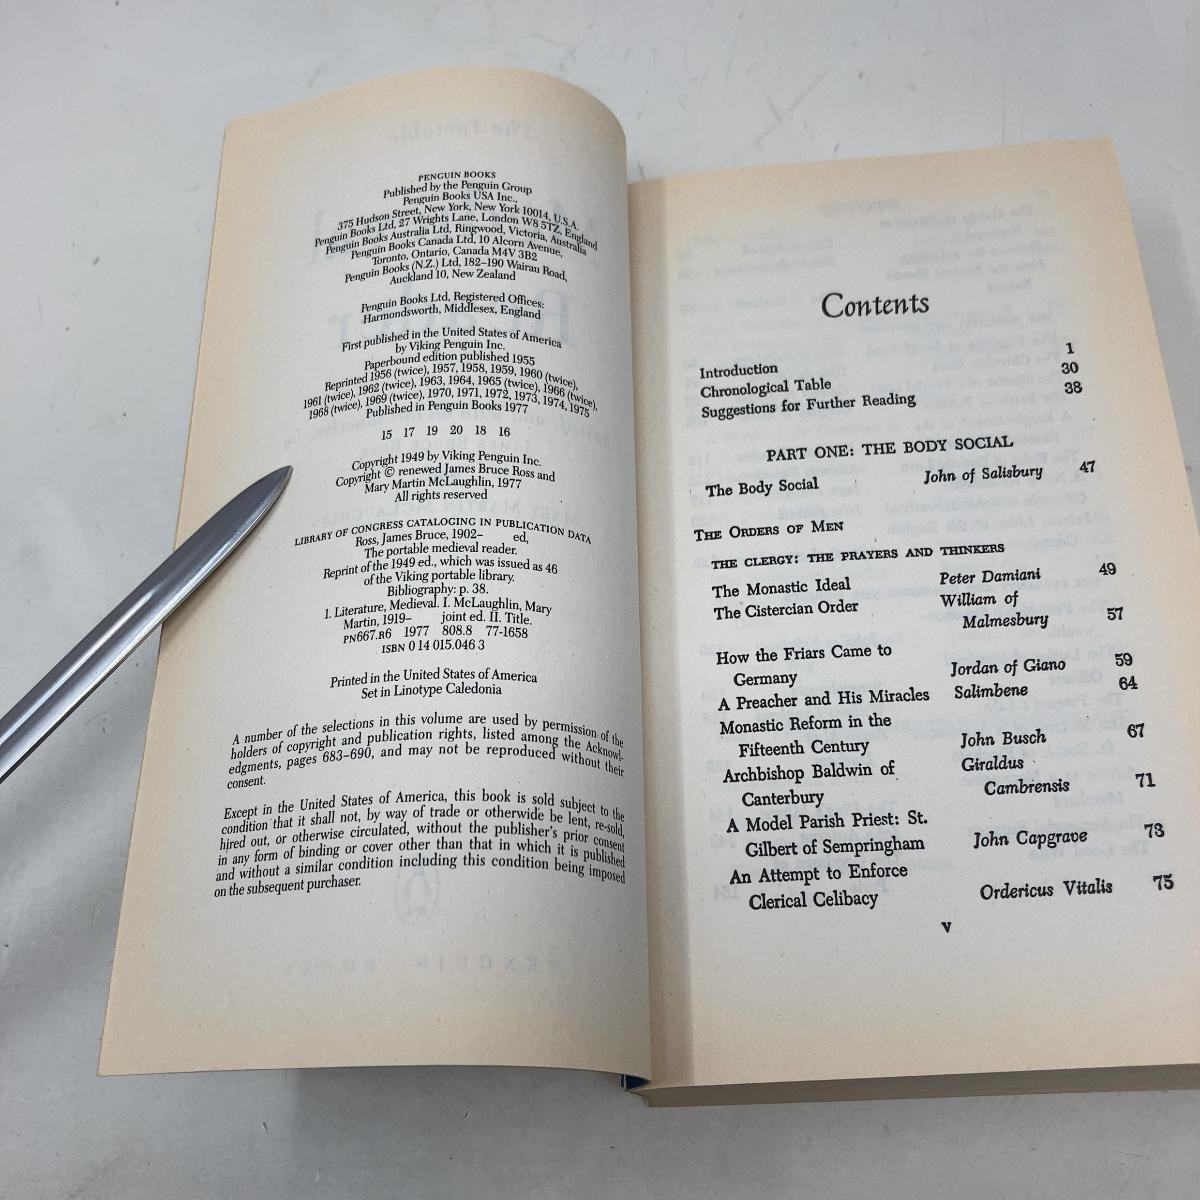 PENGUIN BOOKS
Published by the Penguin Group
Penguin Books USA Inc.,
375 Hudson Street, New York, New York 10014, U.S.A.
Penguin Books Ltd, 27 Wrights Lane, London W8 5TZ, England
Penguin Books Australia Ltd, Ringwood, Victoria, Australia
Penguin Books Canada Ltd, 10 Alcorn Avenue,
Toronto, Ontario, Canada M4V 3B2
Penguin Books (N.Z.) Ltd, 182–190 Wairau Road,
Auckland 10, New Zealand
Penguin Books Ltd, Registered Offices:
Harmondsworth, Middlesex, England
First published in the United States of America
by Viking Penguin Inc.
Paperbound edition published 1955
Reprinted 1956 (twice), 1957, 1958, 1959, 1960 (twice),
1961 (twice), 1962 (twice), 1963, 1964, 1965 (twice), 1966 (twice),
1968 (twice), 1969 (twice), 1970, 1971, 1972, 1973, 1974, 1975
Published in Penguin Books 1977
15 17 19 20 18 16
Copyright 1949 by Viking Penguin Inc.
Copyright © renewed James Bruce Ross and
Mary Martin McLaughlin, 1977
All rights reserved
LIBRARY OF CONGRESS CATALOGING IN PUBLICATION DATA
Ross, James Bruce, 1902– ed,
The portable medieval reader.
Reprint of the 1949 ed., which was issued as 46
of the Viking portable library.
Bibliography: p. 38.
1. Literature, Medieval. I. McLaughlin, Mary
Martin, 1919– joint ed. II. Title.
PN667.R6 1977 808.8 77-1658
ISBN 0 14 015.046 3
Printed in the United States of America
Set in Linotype Caledonia
A number of the selections in this volume are used by permission of the
holders of copyright and publication rights, listed among the Acknowl-
edgments, pages 683–690, and may not be reproduced without their
consent.
Except in the United States of America, this book is sold subject to the
condition that it shall not, by way of trade or otherwide be lent, re-sold,
hired out, or otherwise circulated, without the publisher's prior consent
in any form of binding or cover other than that in which it is published
and without a similar condition including this condition being imposed
on the subsequent purchaser.
Contents
Introduction 1
Chronological Table 30
Suggestions for Further Reading 38
PART ONE: THE BODY SOCIAL
The Body Social John of Salisbury 47
THE ORDERS OF MEN
THE CLERGY: THE PRAYERS AND THINKERS
The Monastic Ideal Peter Damiani 49
The Cistercian Order William of
Malmesbury 57
How the Friars Came to
Germany Jordan of Giano 59
A Preacher and His Miracles Salimbene 64
Monastic Reform in the
Fifteenth Century John Busch 67
Archbishop Baldwin of Giraldus
Canterbury Cambrensis 71
A Model Parish Priest: St.
Gilbert of Sempringham John Capgrave 73
An Attempt to Enforce
Clerical Celibacy Ordericus Vitalis 75
v